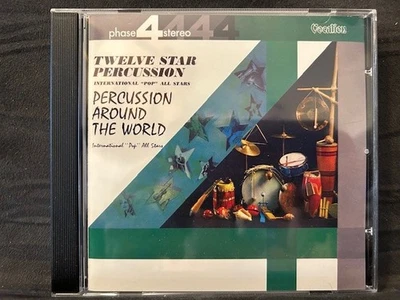 phase 4 stereo 444
Vocalion
TWELVE STAR
PERCUSSION
INTERNATIONAL "POP" ALL STARS
PERCUSSION
AROUND
THE WORLD
International "Pop" All Stars